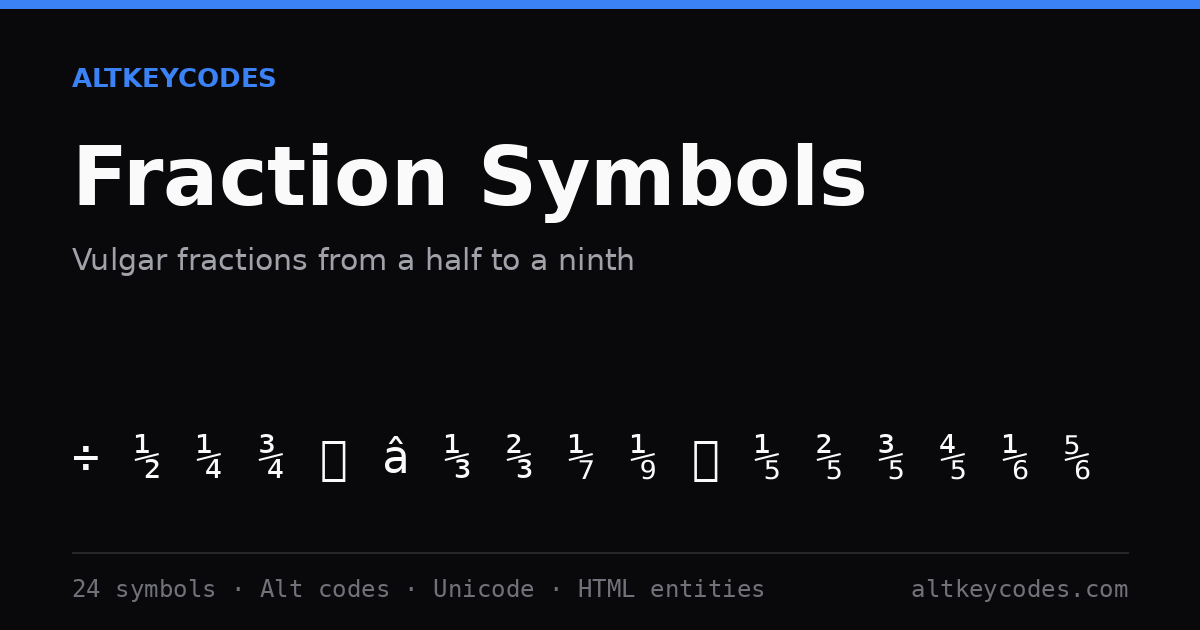 ALTKEYCODES
Fraction Symbols
Vulgar fractions from a half to a ninth
÷ ½ ¼ ¾ â ⅓ ⅔ ⅐ ⅑ ⅕ ⅖ ⅗ ⅘ ⅙ ⅚
24 symbols · Alt codes · Unicode · HTML entities
altkeycodes.com